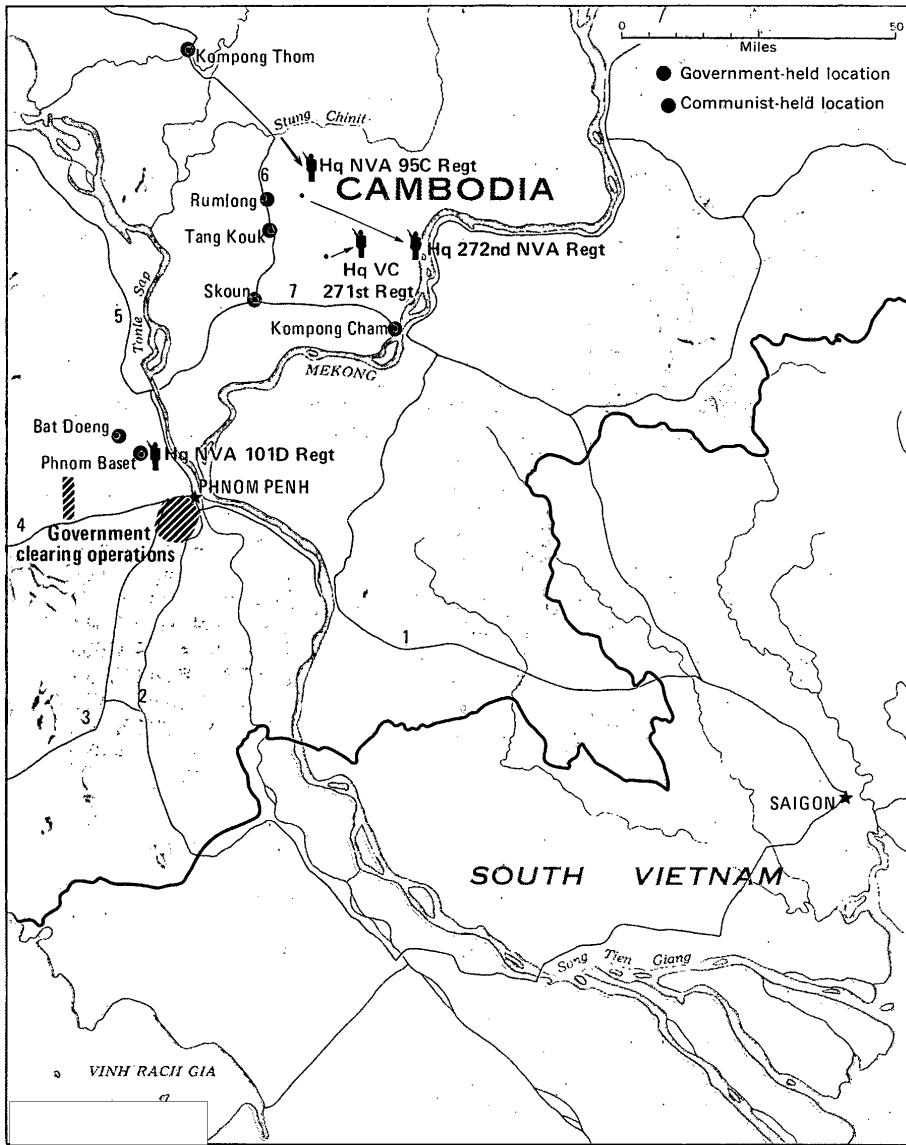 0 50
Miles
Government-held location
Communist-held location
Kompong Thom
Stung Chinit
Hq NVA 95C Regt
6
CAMBODIA
Rumlong
Tang Kouk
Hq 272nd NVA Regt
Hq VC
271st Regt
Skoun
7
5
Tonle Sap
Kompong Cham
MEKONG
Bat Doeng
Phnom Baset
Hq NVA 101D Regt
PHNOM PENH
4
Government
clearing operations
1
2
3
SAIGON
SOUTH VIETNAM
Song Tien Giang
VINH RACH GIA